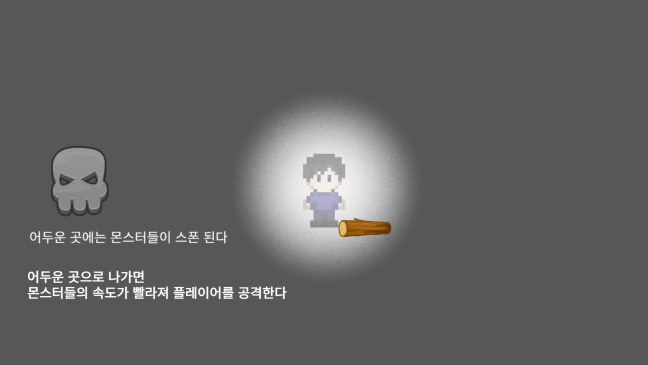 어두운 곳에는 몬스터들이 스폰 된다
어두운 곳으로 나가면
몬스터들의 속도가 빨라져 플레이어를 공격한다